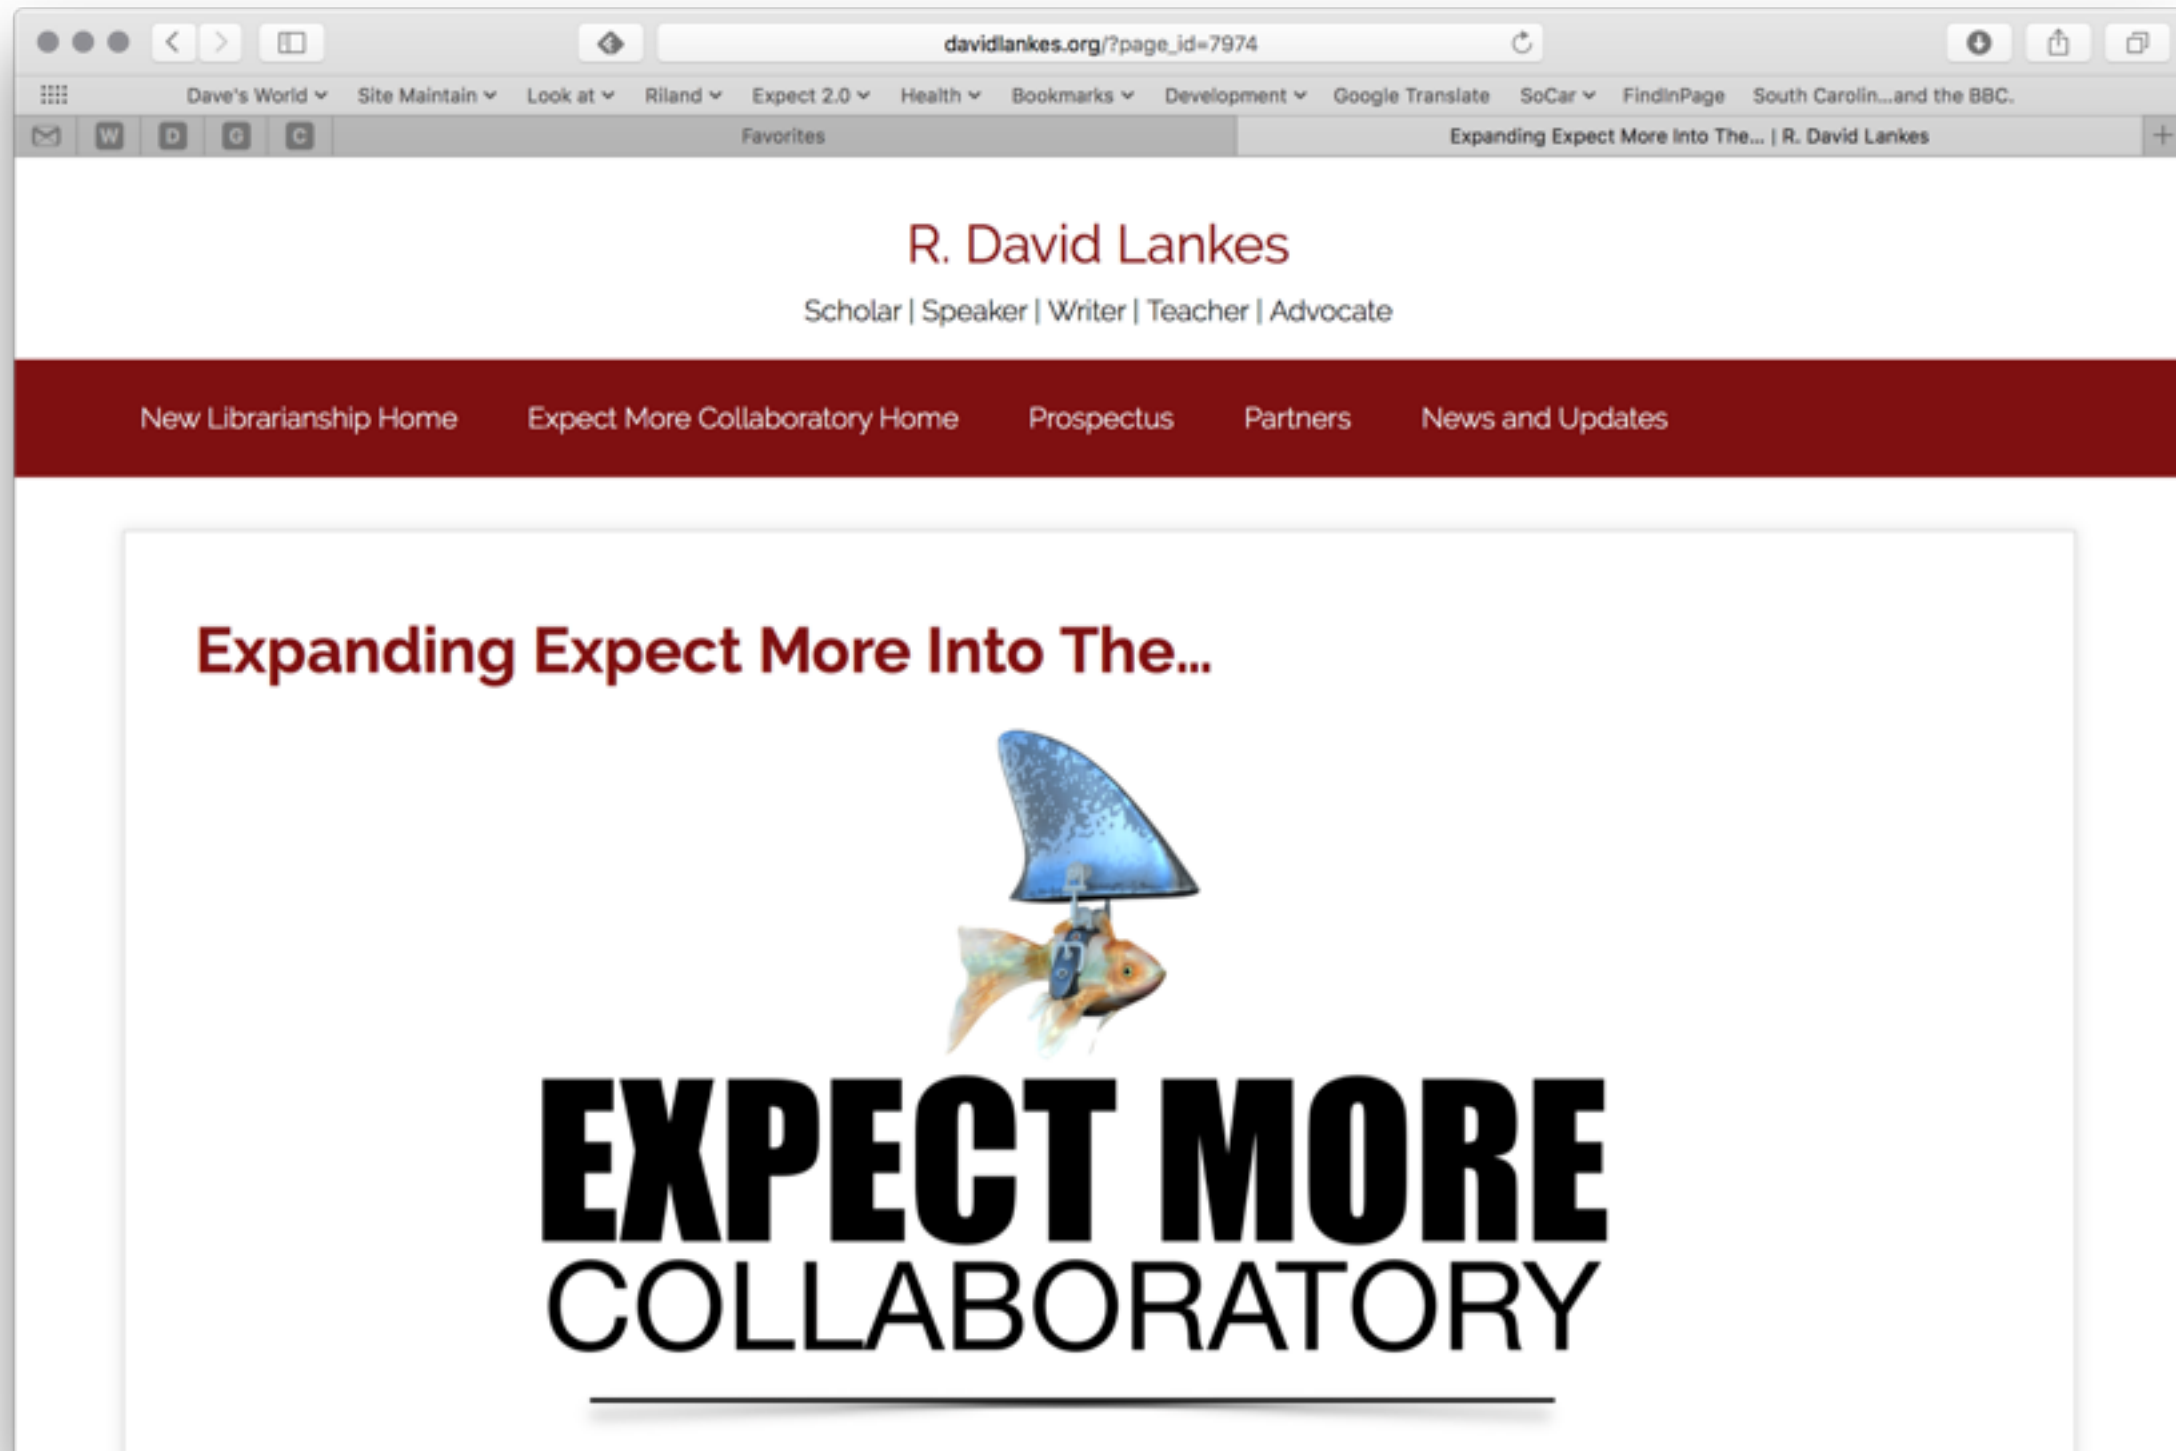 davidlankes.org/?page_id=7974
Dave's World Site Maintain Look at Riland Expect 2.0 Health Bookmarks Development Google Translate SoCar FindInPage South Carolin...and the BBC.
W D G C Favorites Expanding Expect More Into The... | R. David Lankes
R. David Lankes
Scholar | Speaker | Writer | Teacher | Advocate
New Librarianship Home Expect More Collaboratory Home Prospectus Partners News and Updates
Expanding Expect More Into The...
EXPECT MORE
COLLABORATORY